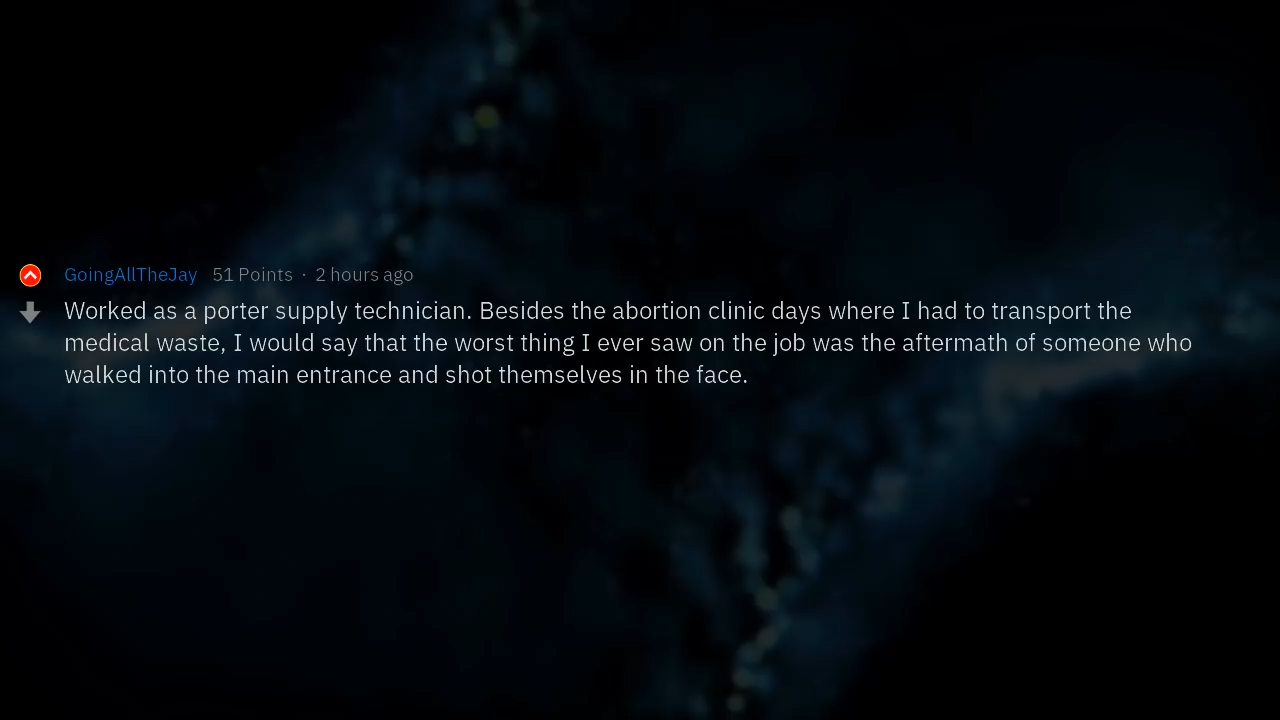 GoingAllTheJay 51 Points · 2 hours ago
Worked as a porter supply technician. Besides the abortion clinic days where I had to transport the
medical waste, I would say that the worst thing I ever saw on the job was the aftermath of someone who
walked into the main entrance and shot themselves in the face.